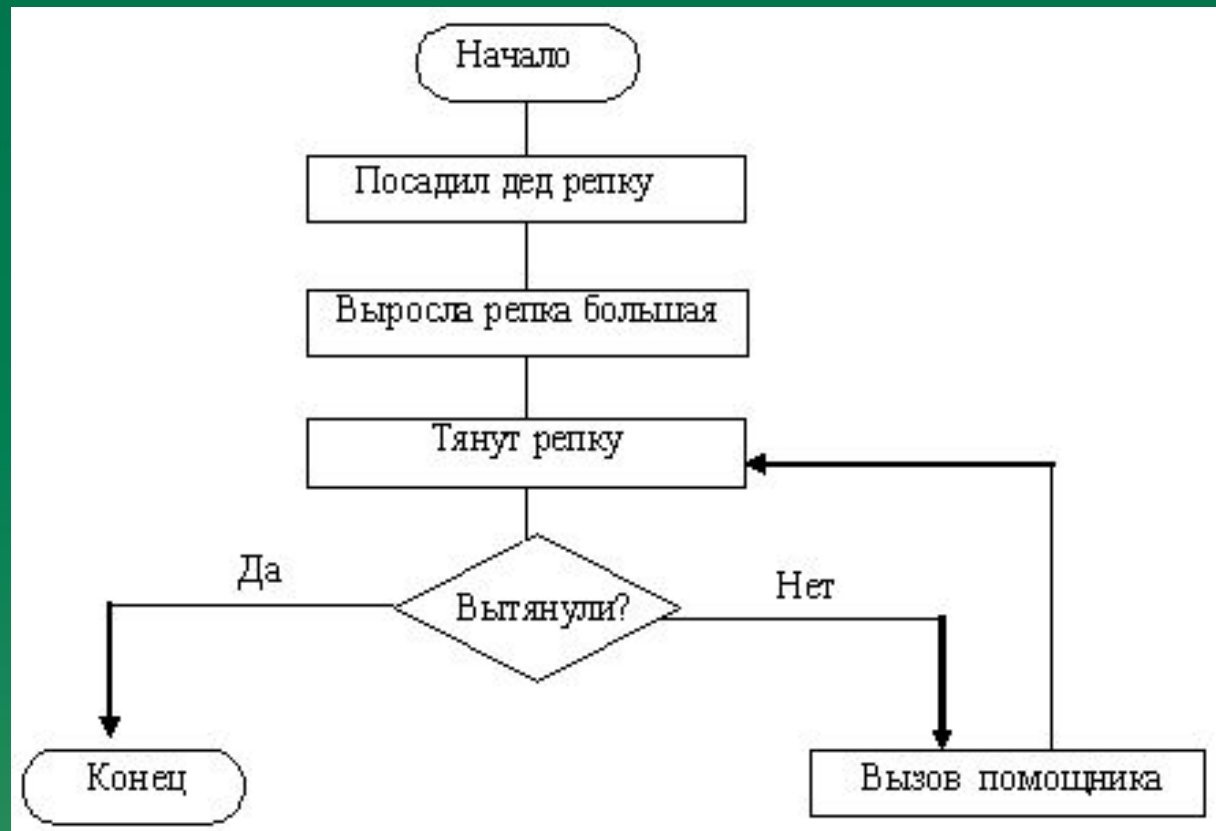 Начало
Посадил дед репку
Выросла репка большая
Тянут репку
Да
Вытянули?
Нет
Конец
Вызов помощника